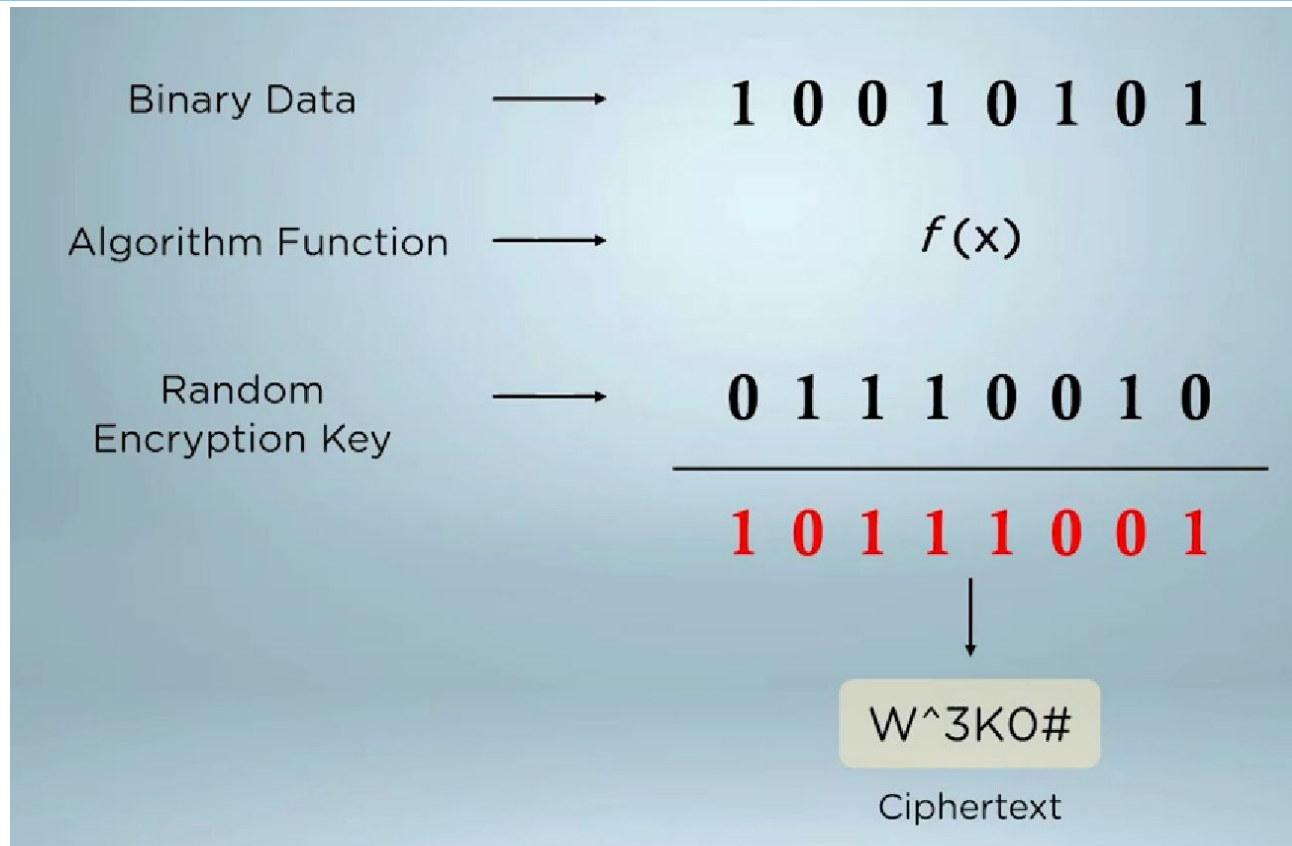 Binary Data 1 0 0 1 0 1 0 1
Algorithm Function f(x)
Random
Encryption Key 0 1 1 1 0 0 1 0
1 0 1 1 1 0 0 1
W^3K0#
Ciphertext